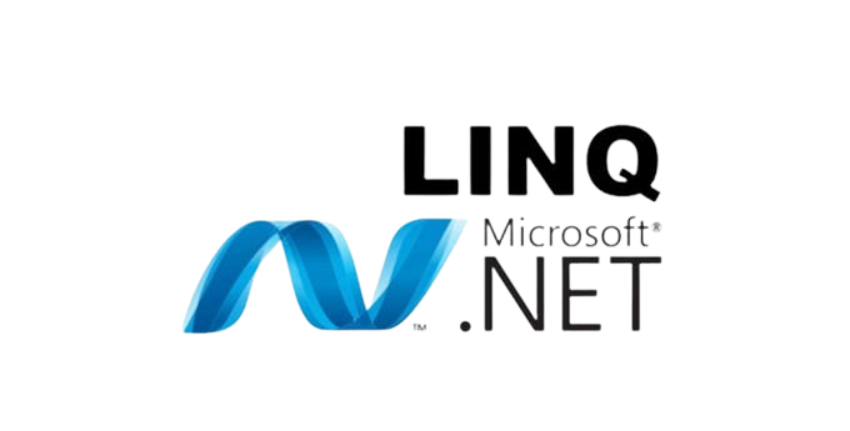 LINQ
Microsoft®
™ .NET